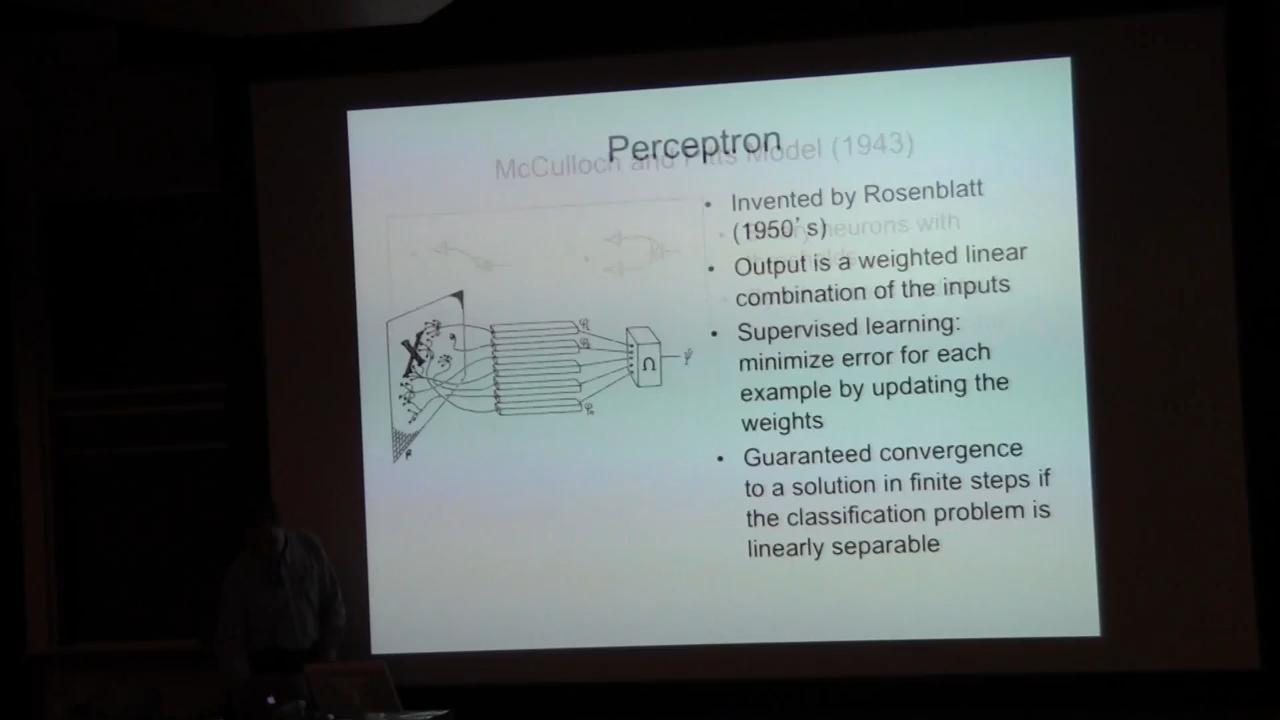 Perceptron
McCulloch and Pitts Model (1943)
• Invented by Rosenblatt
(1950's)
neurons with
• Output is a weighted linear
combination of the inputs
• Supervised learning:
minimize error for each
example by updating the
weights
• Guaranteed convergence
to a solution in finite steps if
the classification problem is
linearly separable
Ω
R